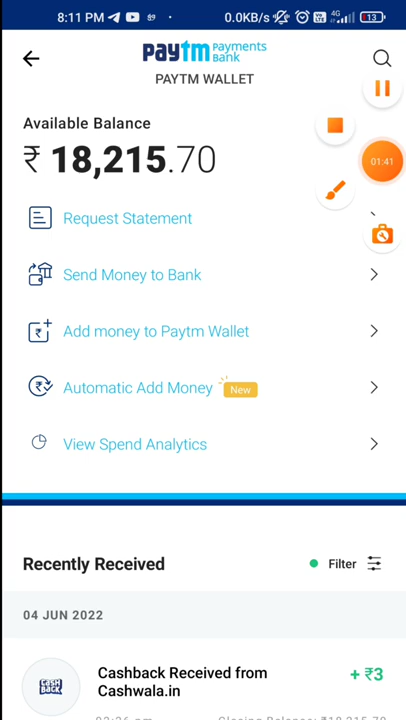 8:11 PM
0.0KB/s
4G
13
paytm Payments Bank
PAYTM WALLET
Available Balance
₹ 18,215.70
01:41
Request Statement
Send Money to Bank
Add money to Paytm Wallet
Automatic Add Money New
View Spend Analytics
Recently Received
Filter
04 JUN 2022
CASH BACK
Cashback Received from
Cashwala.in
+ ₹3